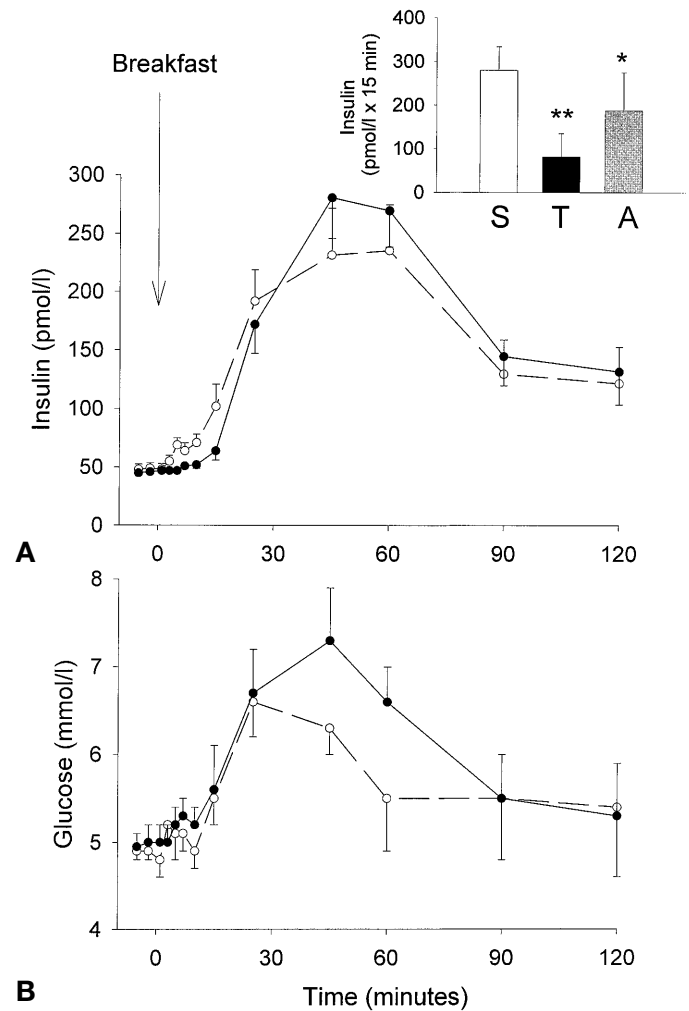 Breakfast
Insulin
(pmol/l x 15 min)
400
300
200
100
0
**
*
S T A
Insulin (pmol/l)
300
250
200
150
100
50
0
0 30 60 90 120
A
Glucose (mmol/l)
8
7
6
5
4
0 30 60 90 120
Time (minutes)
B